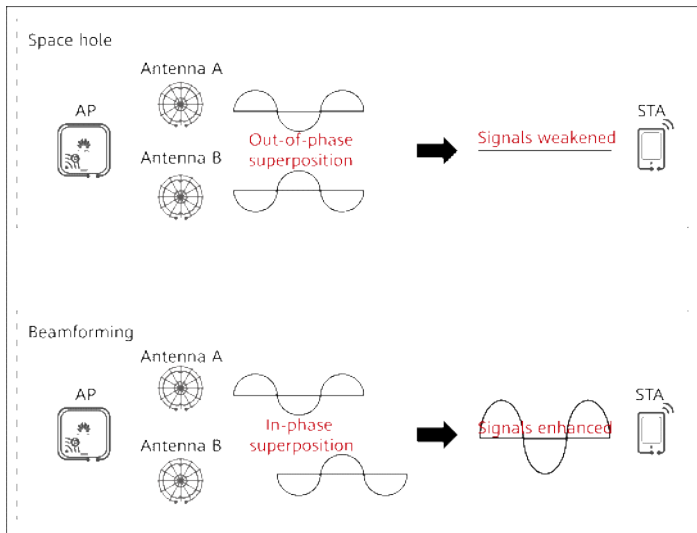 Space hole
Antenna A
AP
STA
Out-of-phase
superposition
Signals weakened
Antenna B
Beamforming
Antenna A
AP
STA
In-phase
superposition
Signals enhanced
Antenna B